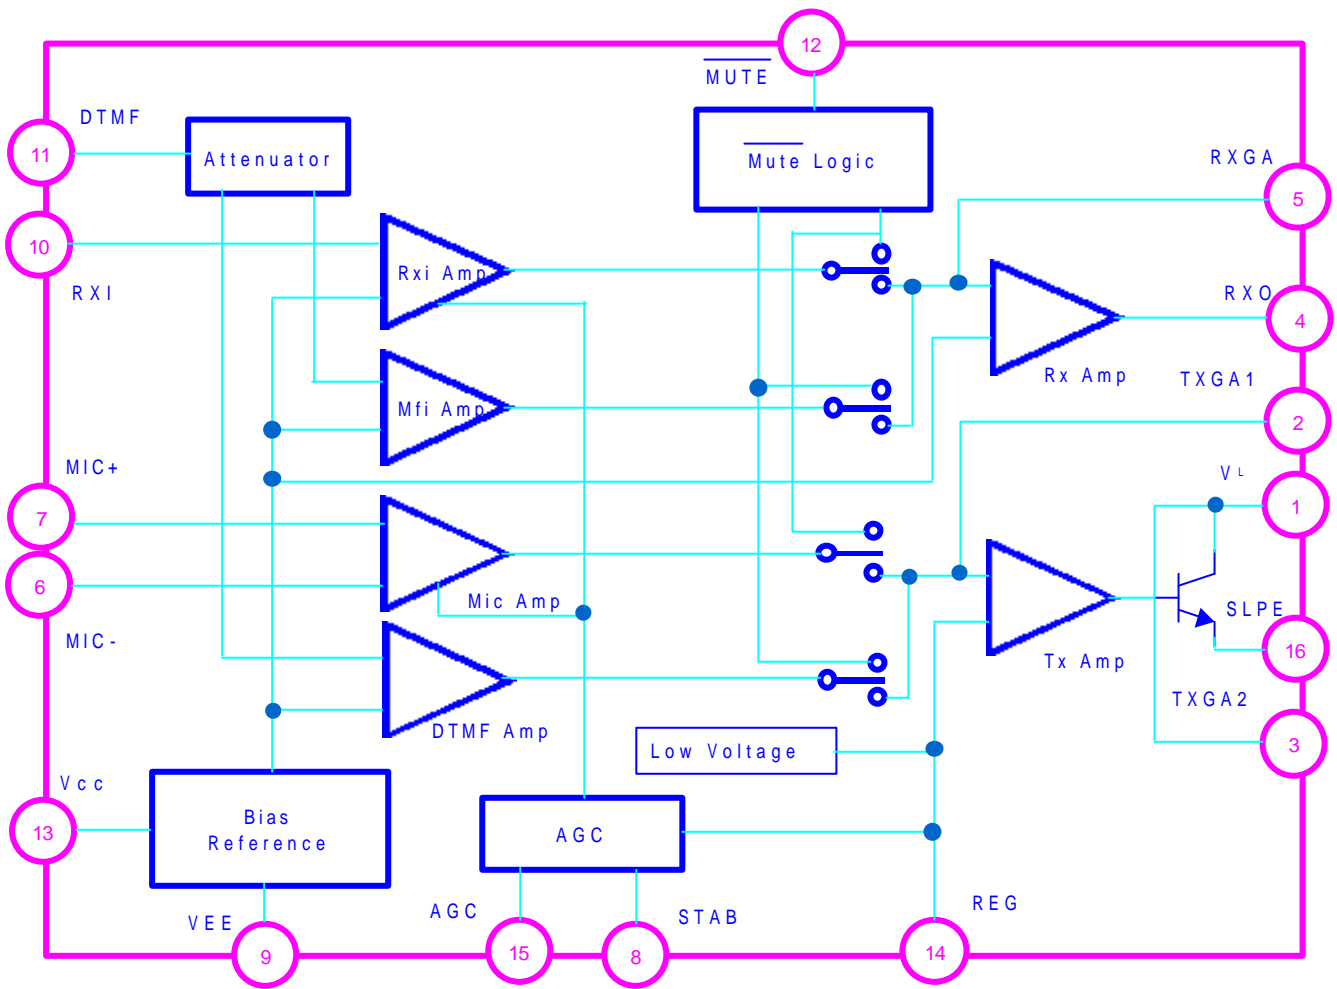 12
MUTE
DTMF
11
Attenuator
Mute Logic
RXGA
5
10
RXI
Rxi Amp
RXO
4
Rx Amp
TXGA1
Mfi Amp
2
MIC+
VL
7
1
6
Mic Amp
SLPE
MIC-
Tx Amp
16
TXGA2
DTMF Amp
3
Low Voltage
Vcc
13
Bias
Reference
AGC
VEE
AGC
STAB
REG
9
15
8
14